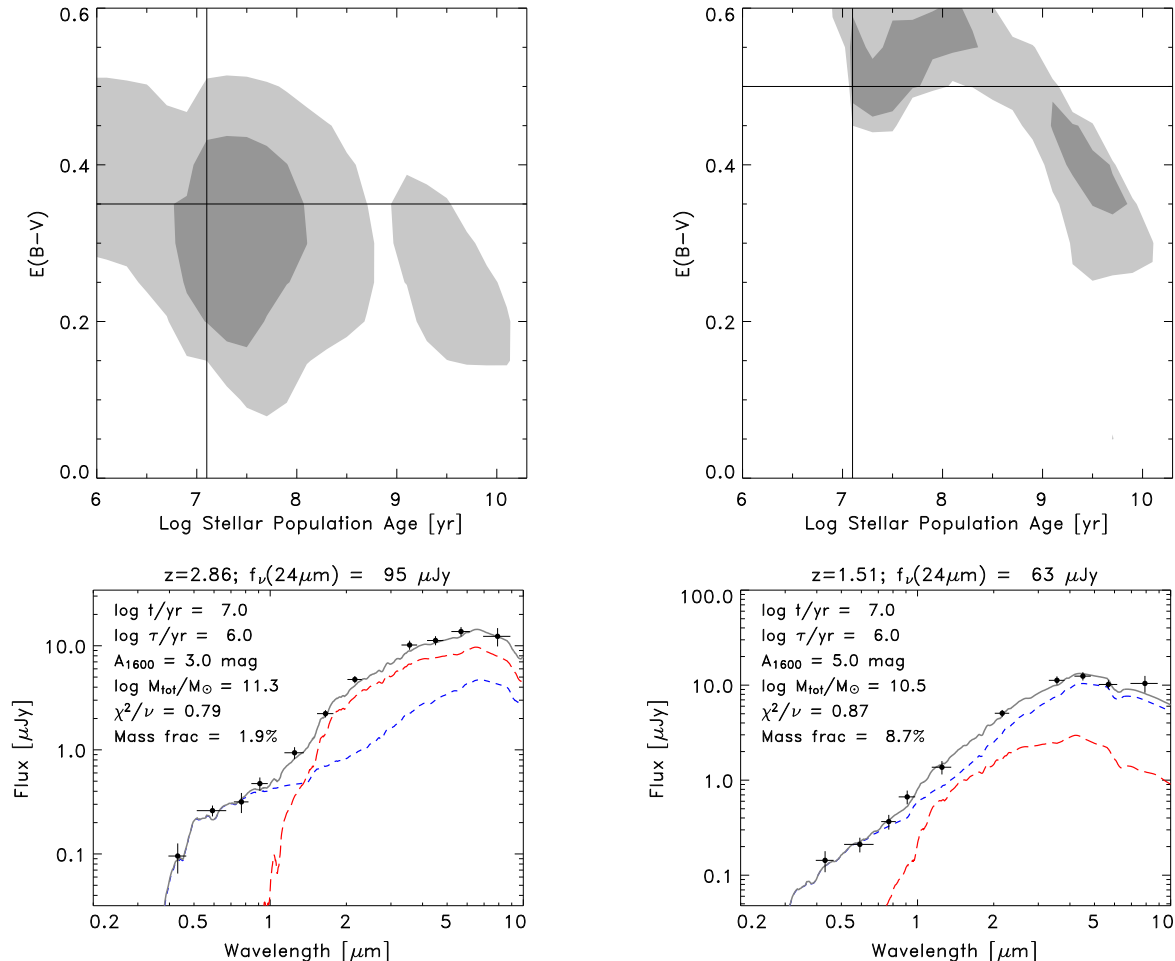 0.6
0.4
0.2
0.0
E(B−V)
6 7 8 9 10
Log Stellar Population Age [yr]
0.6
0.4
0.2
0.0
E(B−V)
6 7 8 9 10
Log Stellar Population Age [yr]
z=2.86; fν(24μm) = 95 μJy
log t/yr = 7.0
log τ/yr = 6.0
A1600 = 3.0 mag
log Mtot/M⊙ = 11.3
χ²/ν = 0.79
Mass frac = 1.9%
10.0
1.0
0.1
Flux [μJy]
0.2 0.5 1 2 5 10
Wavelength [μm]
z=1.51; fν(24μm) = 63 μJy
log t/yr = 7.0
log τ/yr = 6.0
A1600 = 5.0 mag
log Mtot/M⊙ = 10.5
χ²/ν = 0.87
Mass frac = 8.7%
100.0
10.0
1.0
0.1
Flux [μJy]
0.2 0.5 1 2 5 10
Wavelength [μm]